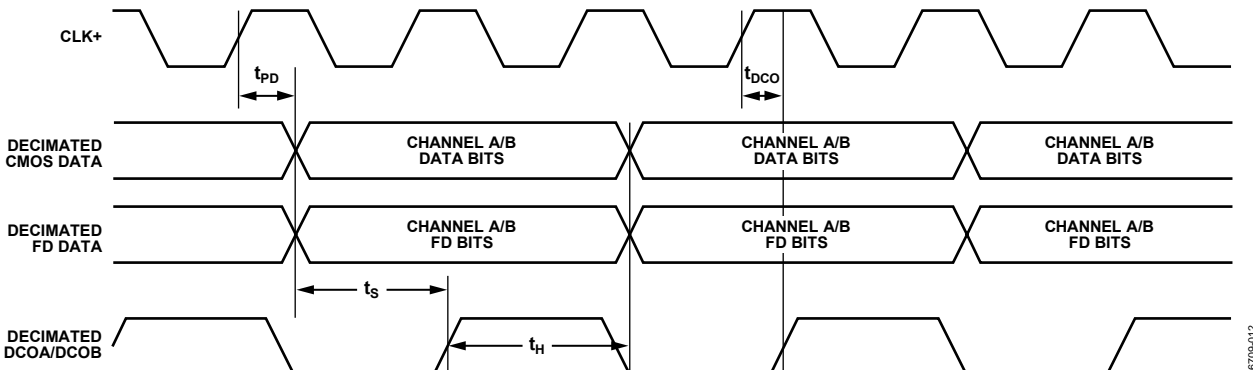 CLK+
tPD
tDCO
DECIMATED
CMOS DATA
CHANNEL A/B
DATA BITS
CHANNEL A/B
DATA BITS
CHANNEL A/B
DATA BITS
DECIMATED
FD DATA
CHANNEL A/B
FD BITS
CHANNEL A/B
FD BITS
CHANNEL A/B
FD BITS
tS
DECIMATED
DCOA/DCOB
tH